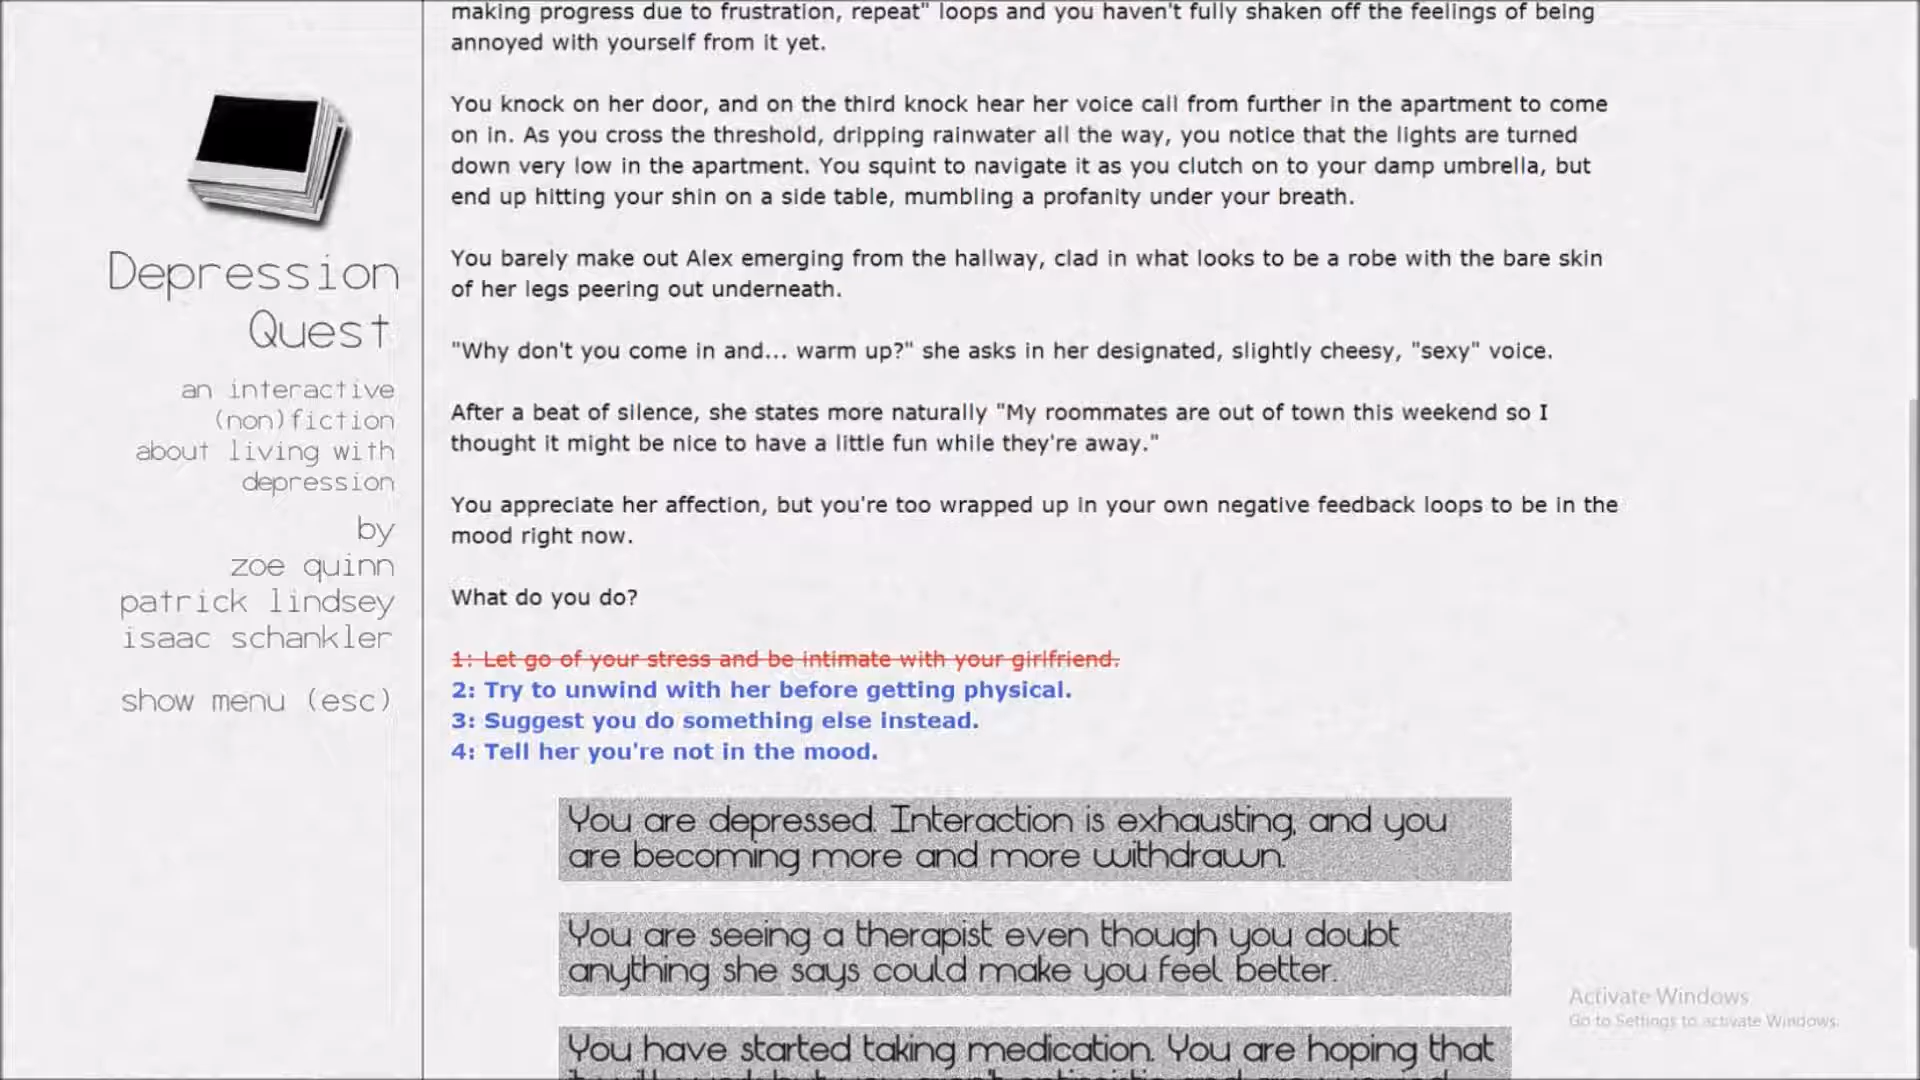 making progress due to frustration, repeat" loops and you haven't fully shaken off the feelings of being
annoyed with yourself from it yet.
You knock on her door, and on the third knock hear her voice call from further in the apartment to come
on in. As you cross the threshold, dripping rainwater all the way, you notice that the lights are turned
down very low in the apartment. You squint to navigate it as you clutch on to your damp umbrella, but
end up hitting your shin on a side table, mumbling a profanity under your breath.
You barely make out Alex emerging from the hallway, clad in what looks to be a robe with the bare skin
of her legs peering out underneath.
"Why don't you come in and... warm up?" she asks in her designated, slightly cheesy, "sexy" voice.
After a beat of silence, she states more naturally "My roommates are out of town this weekend so I
thought it might be nice to have a little fun while they're away."
You appreciate her affection, but you're too wrapped up in your own negative feedback loops to be in the
mood right now.
What do you do?
1: Let go of your stress and be intimate with your girlfriend.
2: Try to unwind with her before getting physical.
3: Suggest you do something else instead.
4: Tell her you're not in the mood.
You are depressed. Interaction is exhausting, and you
are becoming more and more withdrawn.
You are seeing a therapist even though you doubt
anything she says could make you feel better.
You have started taking medication. You are hoping that
Depression
Quest
an interactive
(non)fiction
about living with
depression
by
zoe quinn
patrick lindsey
isaac schankler
show menu (esc)
Activate Windows
Go to Settings to activate Windows.